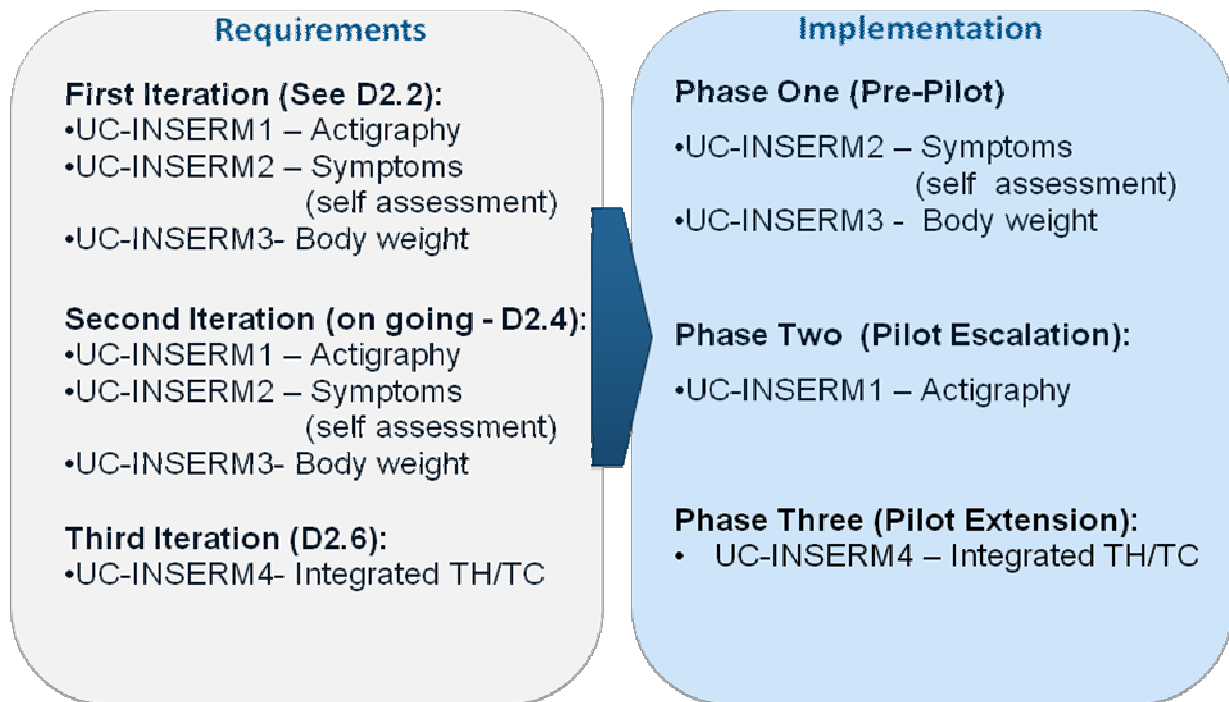 Requirements
First Iteration (See D2.2):
•UC-INSERM1 – Actigraphy
•UC-INSERM2 – Symptoms
(self assessment)
•UC-INSERM3- Body weight
Second Iteration (on going - D2.4):
•UC-INSERM1 – Actigraphy
•UC-INSERM2 – Symptoms
(self assessment)
•UC-INSERM3- Body weight
Third Iteration (D2.6):
•UC-INSERM4- Integrated TH/TC
Implementation
Phase One (Pre-Pilot)
•UC-INSERM2 – Symptoms
(self assessment)
•UC-INSERM3 - Body weight
Phase Two (Pilot Escalation):
•UC-INSERM1 – Actigraphy
Phase Three (Pilot Extension):
• UC-INSERM4 – Integrated TH/TC